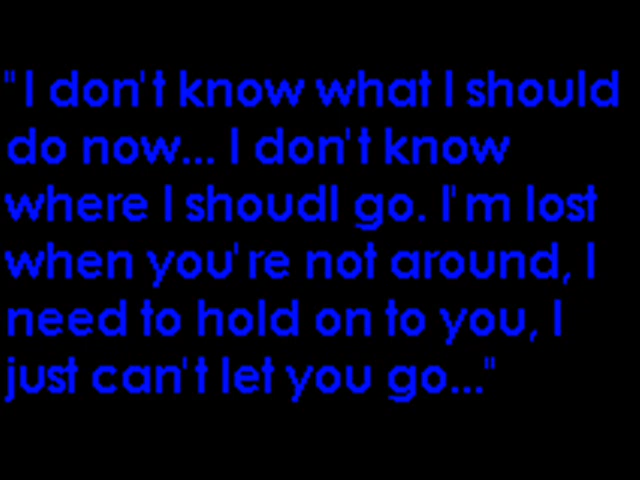 "I don't know what I should
do now... I don't know
where I shoudl go. I'm lost
when you're not around, I
need to hold on to you, I
just can't let you go..."